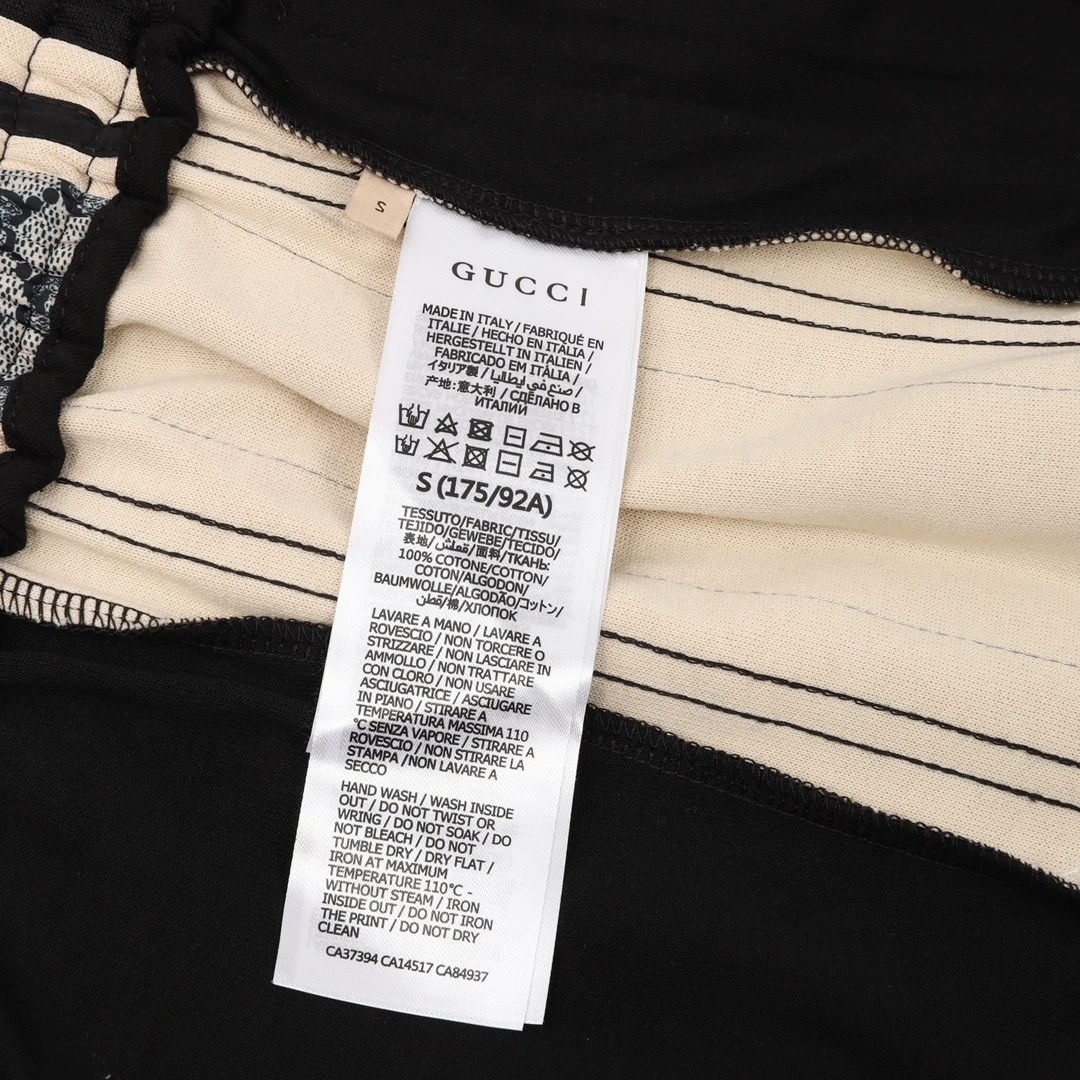 S
GUCCI
MADE IN ITALY / FABRIQUÉ EN
ITALIE / HECHO EN ITALIA /
HERGESTELLT IN ITALIEN /
FABRICADO EM ITÁLIA /
イタリア製 / صنع في إيطاليا /
产地:意大利 / СДЕЛАНО В
ИТАЛИИ
S (175/92A)
TESSUTO/FABRIC/TISSU/
TEJIDO/GEWEBE/TECIDO/
表地/قماش/面料/ТКАНЬ:
100% COTONE/COTTON/
COTON/ALGODON/
BAUMWOLLE/ALGODÃO/コットン/
قطن/棉/ХЛОПОК
LAVARE A MANO / LAVARE A
ROVESCIO / NON TORCERE O
STRIZZARE / NON LASCIARE IN
AMMOLLO / NON TRATTARE
CON CLORO / NON USARE
ASCIUGATRICE / ASCIUGARE
IN PIANO / STIRARE A
TEMPERATURA MASSIMA 110
°C SENZA VAPORE / STIRARE A
ROVESCIO / NON STIRARE LA
STAMPA /NON LAVARE A
SECCO
HAND WASH / WASH INSIDE
OUT / DO NOT TWIST OR
WRING / DO NOT SOAK / DO
NOT BLEACH / DO NOT
TUMBLE DRY / DRY FLAT /
IRON AT MAXIMUM
TEMPERATURE 110°C -
WITHOUT STEAM / IRON
INSIDE OUT / DO NOT IRON
THE PRINT / DO NOT DRY
CLEAN
CA37394 CA14517 CA84937